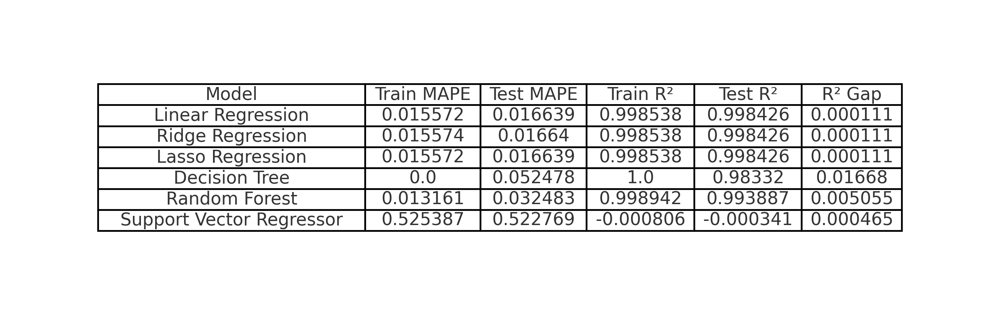 Model Train MAPE Test MAPE Train R² Test R² R² Gap
Linear Regression 0.015572 0.016639 0.998538 0.998426 0.000111
Ridge Regression 0.015574 0.01664 0.998538 0.998426 0.000111
Lasso Regression 0.015572 0.016639 0.998538 0.998426 0.000111
Decision Tree 0.0 0.052478 1.0 0.98332 0.01668
Random Forest 0.013161 0.032483 0.998942 0.993887 0.005055
Support Vector Regressor 0.525387 0.522769 -0.000806 -0.000341 0.000465